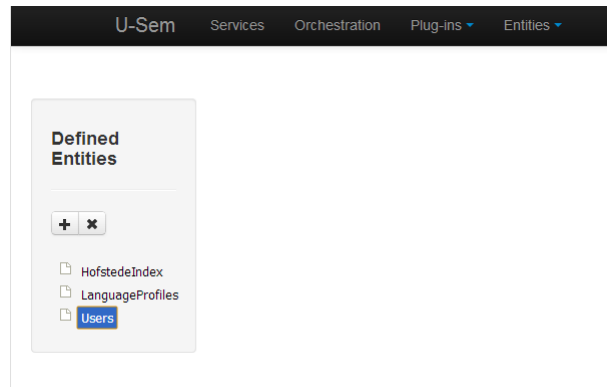 U-Sem Services Orchestration Plug-ins Entities
Defined
Entities
HofstedeIndex
LanguageProfiles
Users